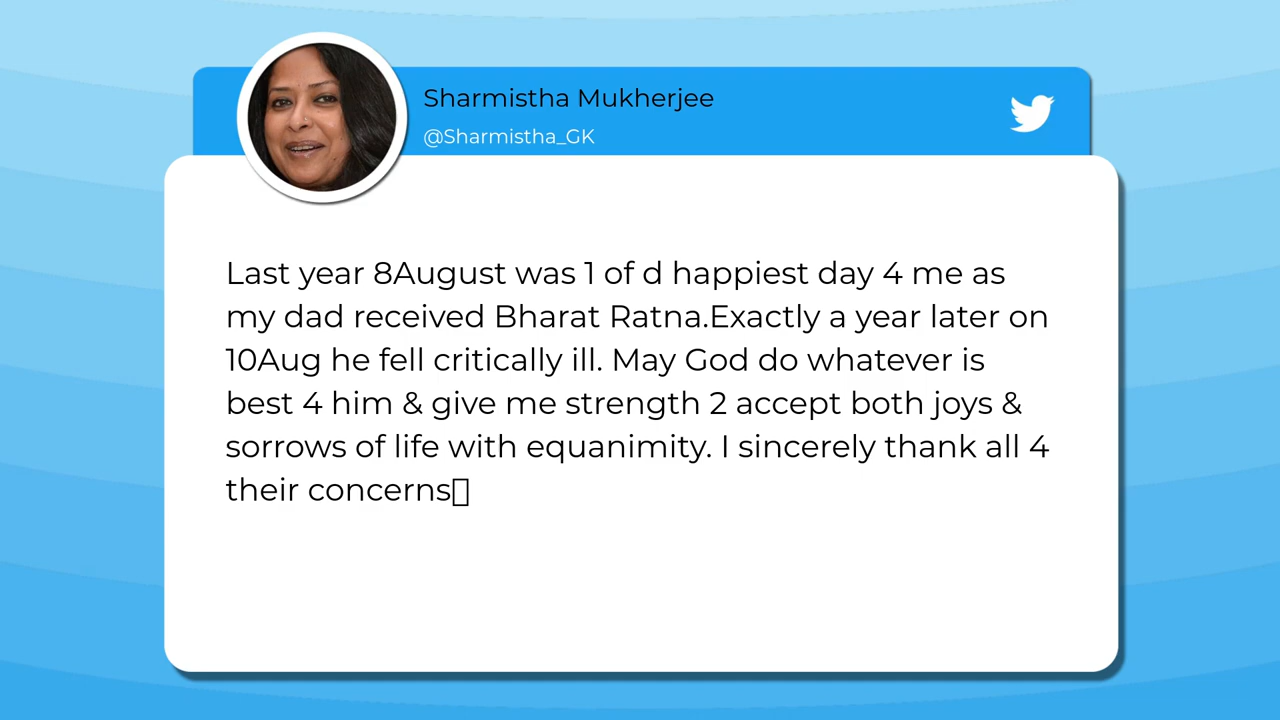 Sharmistha Mukherjee
@Sharmistha_GK
Last year 8August was 1 of d happiest day 4 me as
my dad received Bharat Ratna.Exactly a year later on
10Aug he fell critically ill. May God do whatever is
best 4 him & give me strength 2 accept both joys &
sorrows of life with equanimity. I sincerely thank all 4
their concerns